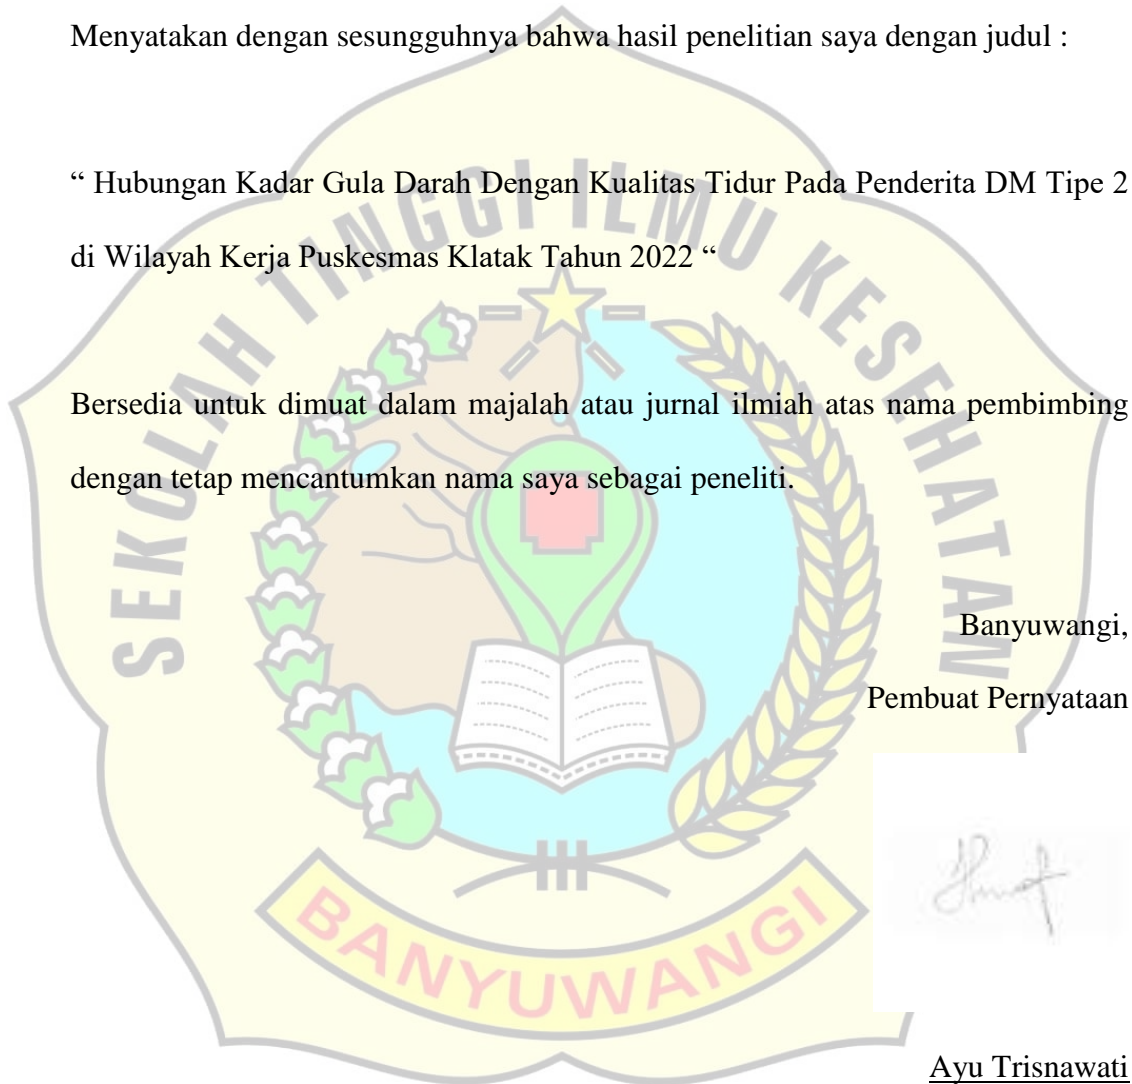 Menyatakan dengan sesungguhnya bahwa hasil penelitian saya dengan judul :
“ Hubungan Kadar Gula Darah Dengan Kualitas Tidur Pada Penderita DM Tipe 2
di Wilayah Kerja Puskesmas Klatak Tahun 2022 “
Bersedia untuk dimuat dalam majalah atau jurnal ilmiah atas nama pembimbing
dengan tetap mencantumkan nama saya sebagai peneliti.
Banyuwangi,
Pembuat Pernyataan
Ayu Trisnawati
SEKOLAH TINGGI ILMU KESEHATAN
BANYUWANGI